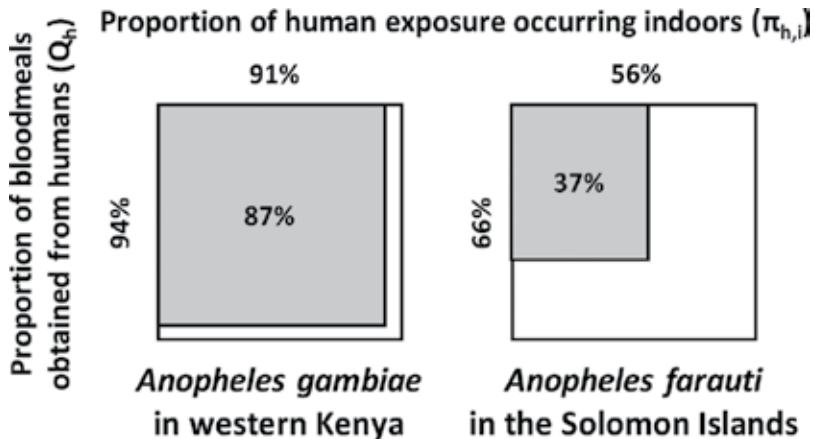 Proportion of human exposure occurring indoors (πh,i)
Proportion of bloodmeals
obtained from humans (Qh)
91%
94%
87%
56%
66%
37%
Anopheles gambiae
in western Kenya
Anopheles farauti
in the Solomon Islands